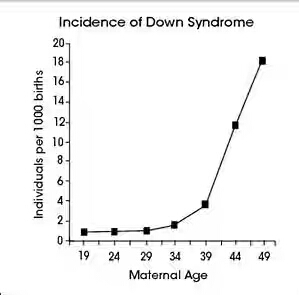 Incidence of Down Syndrome
Individuals per 1000 births
20
18
16
14
12
10
8
6
4
2
0
19 24 29 34 39 44 49
Maternal Age